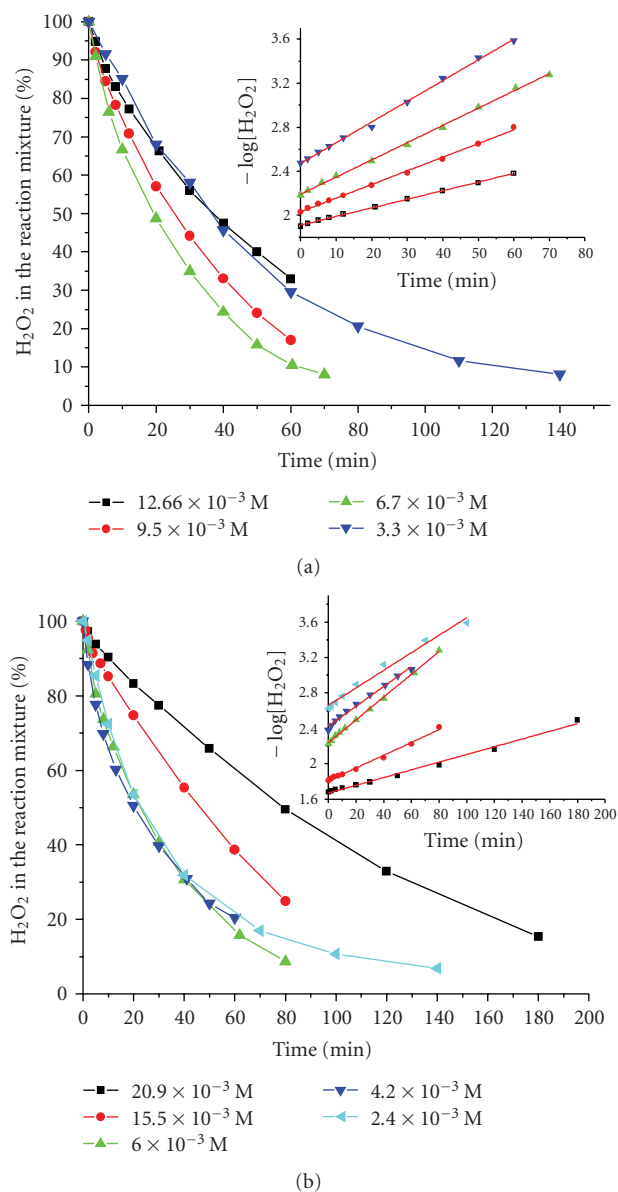 100
90
80
70
60
50
40
30
20
10
0
H₂O₂ in the reaction mixture (%)
0 20 40 60 80 100 120 140
Time (min)
3.6
3.2
2.8
2.4
2
− log[H₂O₂]
0 10 20 30 40 50 60 70 80
Time (min)
12.66 × 10⁻³ M
9.5 × 10⁻³ M
6.7 × 10⁻³ M
3.3 × 10⁻³ M
(a)
100
80
60
40
20
0
H₂O₂ in the reaction mixture (%)
0 20 40 60 80 100 120 140 160 180 200
Time (min)
3.6
3.2
2.8
2.4
2
1.6
− log[H₂O₂]
0 20 40 60 80 100 120 140 160 180 200
Time (min)
20.9 × 10⁻³ M
15.5 × 10⁻³ M
6 × 10⁻³ M
4.2 × 10⁻³ M
2.4 × 10⁻³ M
(b)